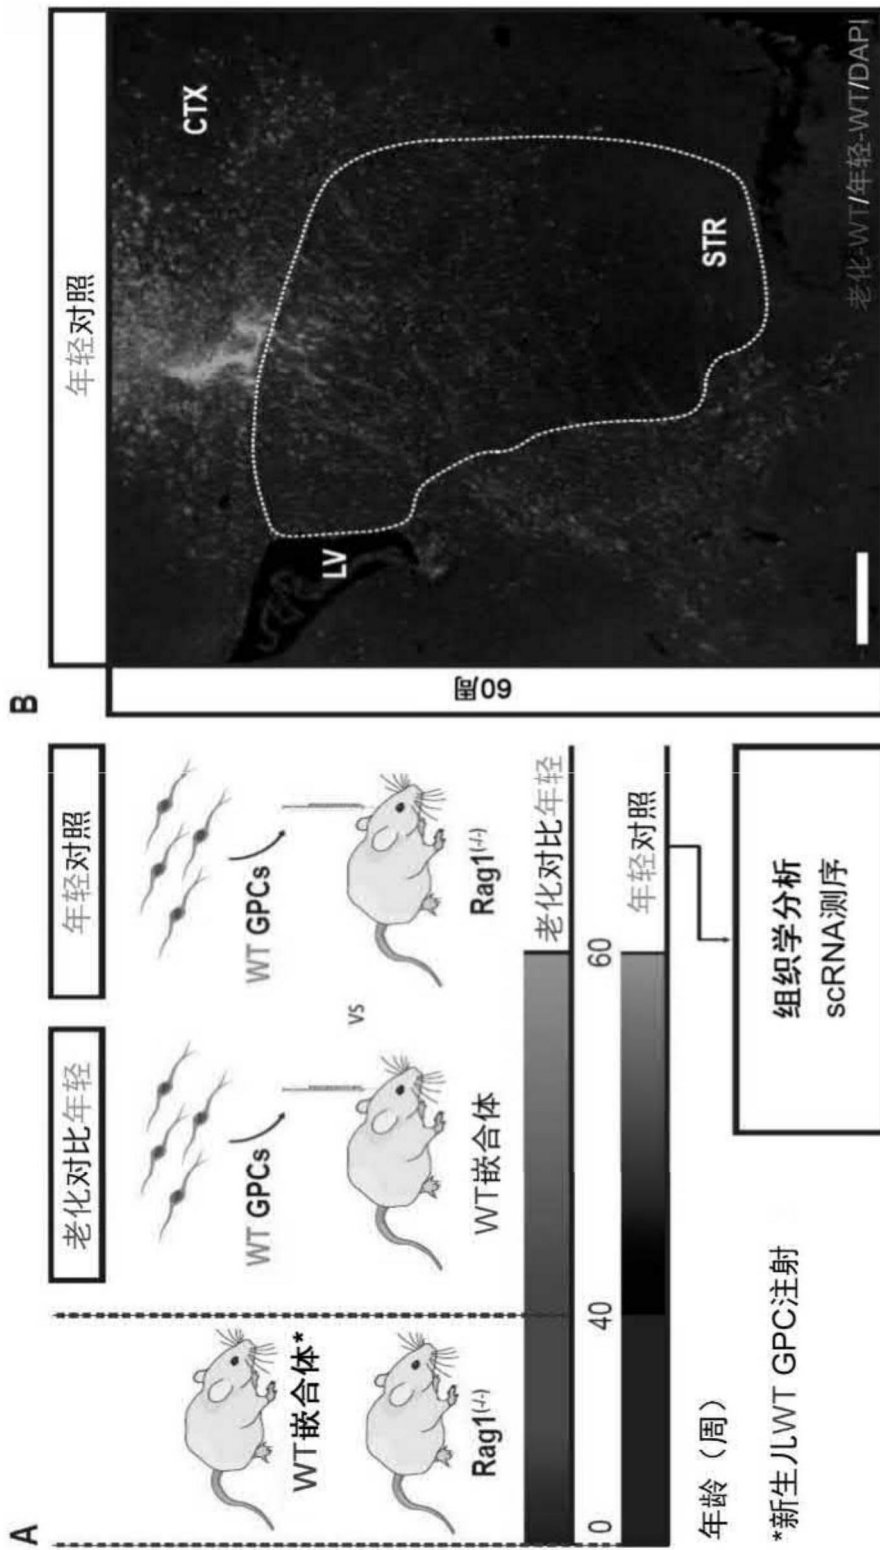 A
老化对比年轻
年轻对照
WT GPCs
WT GPCs
vs
WT嵌合体*
WT嵌合体
Rag1(-/-)
Rag1(-/-)
老化对比年轻
0
40
60
年轻对照
年龄（周）
*新生儿WT GPC注射
组织学分析
scRNA测序
B
年轻对照
60周
CTX
LV
STR
老化-WT/年轻-WT/DAPI